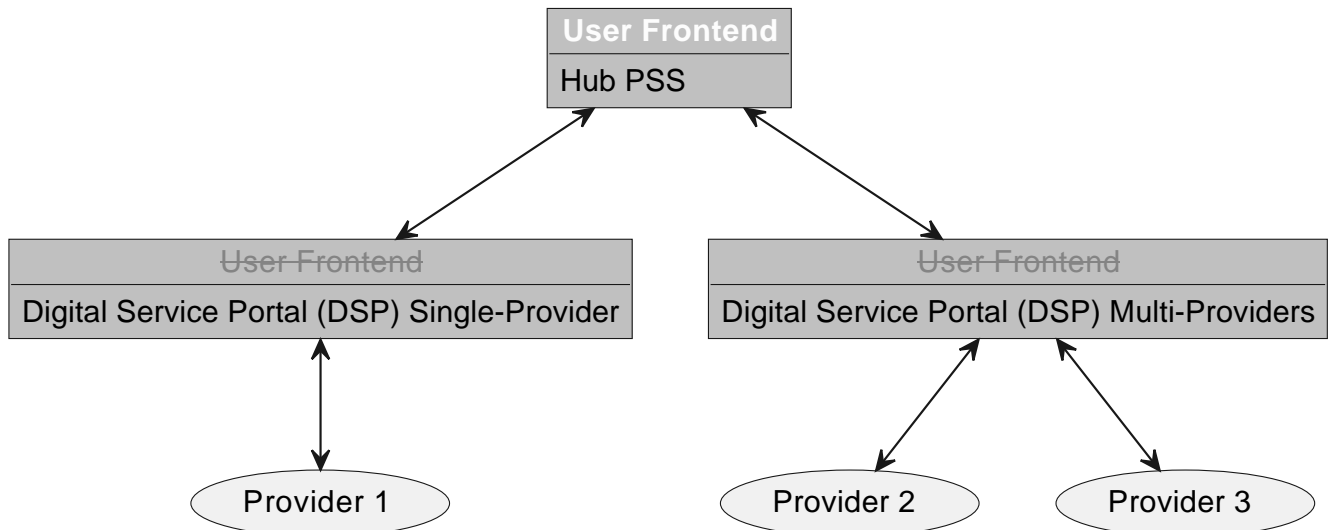 User Frontend
Hub PSS
User Frontend
Digital Service Portal (DSP) Single-Provider
User Frontend
Digital Service Portal (DSP) Multi-Providers
Provider 1
Provider 2
Provider 3